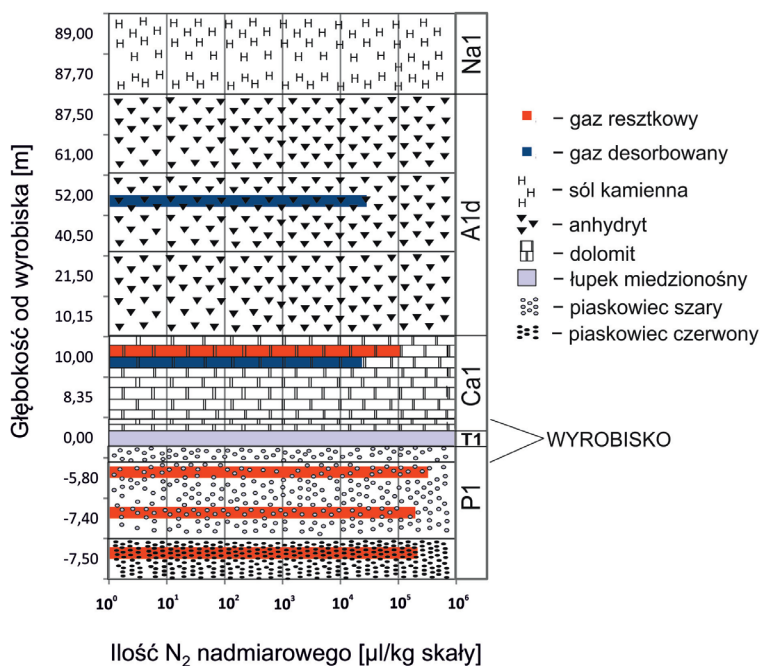 Głębokość od wyrobiska [m]
89,00
87,70
87,50
61,00
52,00
40,50
21,50
10,15
10,00
8,35
0,00
-5,80
-7,40
-7,50
Na1
A1d
Ca1
T1
P1
WYROBISKO
– gaz resztkowy
– gaz desorbowany
– sól kamienna
– anhydryt
– dolomit
– łupek miedzionośny
– piaskowiec szary
– piaskowiec czerwony
10⁰ 10¹ 10² 10³ 10⁴ 10⁵ 10⁶
Ilość N₂ nadmiarowego [µl/kg skały]